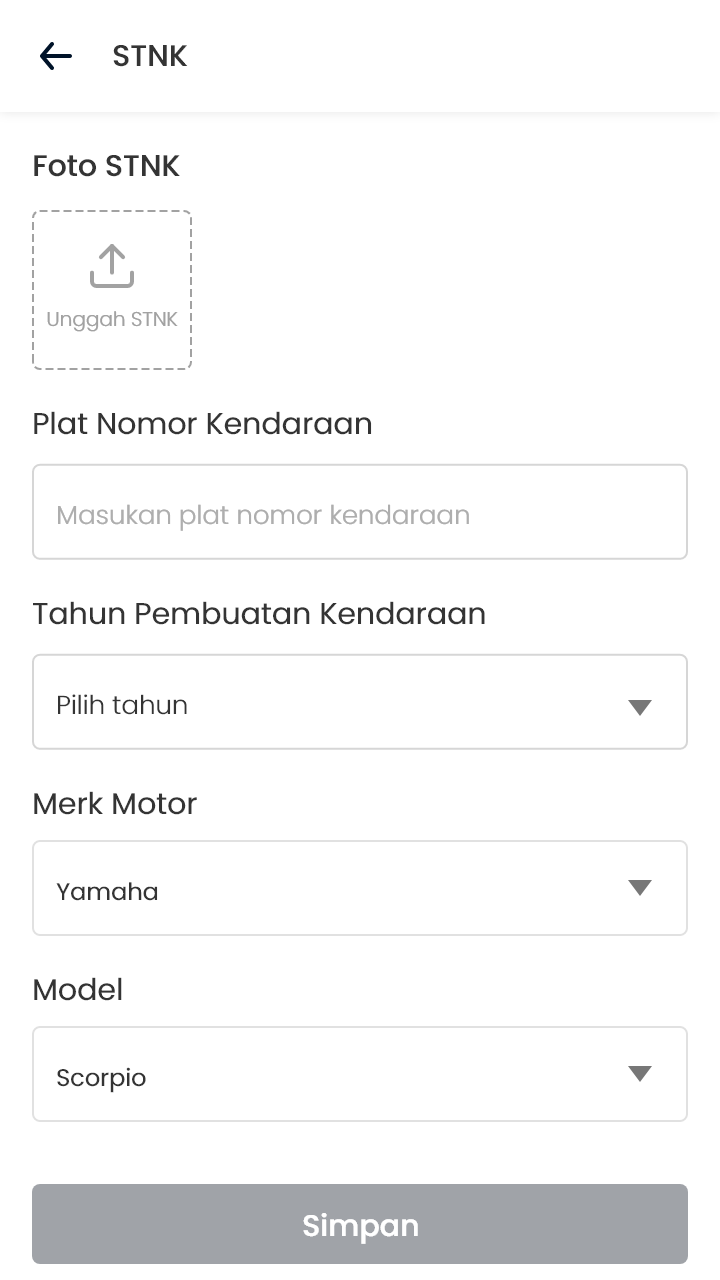 STNK
Foto STNK
Unggah STNK
Plat Nomor Kendaraan
Masukan plat nomor kendaraan
Tahun Pembuatan Kendaraan
Pilih tahun
Merk Motor
Yamaha
Model
Scorpio
Simpan